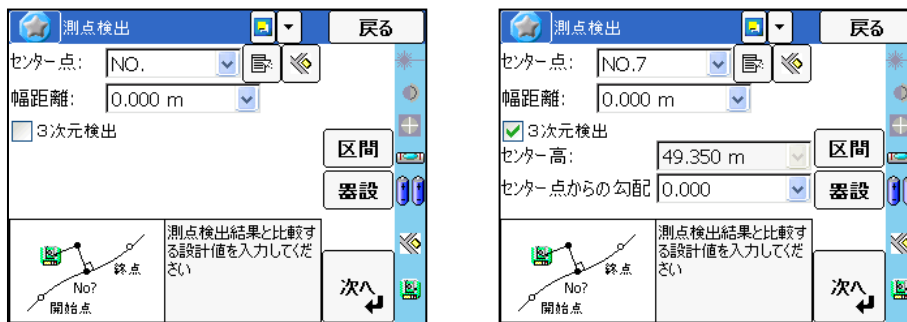 測点検出
戻る
センター点:
NO.
幅距離:
0.000 m
3次元検出
区間
器設
終点
No?
開始点
測点検出結果と比較す
る設計値を入力してくだ
さい
次へ
測点検出
戻る
センター点:
NO.7
幅距離:
0.000 m
3次元検出
センター高:
49.350 m
区間
センター点からの勾配
0.000
器設
終点
No?
開始点
測点検出結果と比較す
る設計値を入力してくだ
さい
次へ